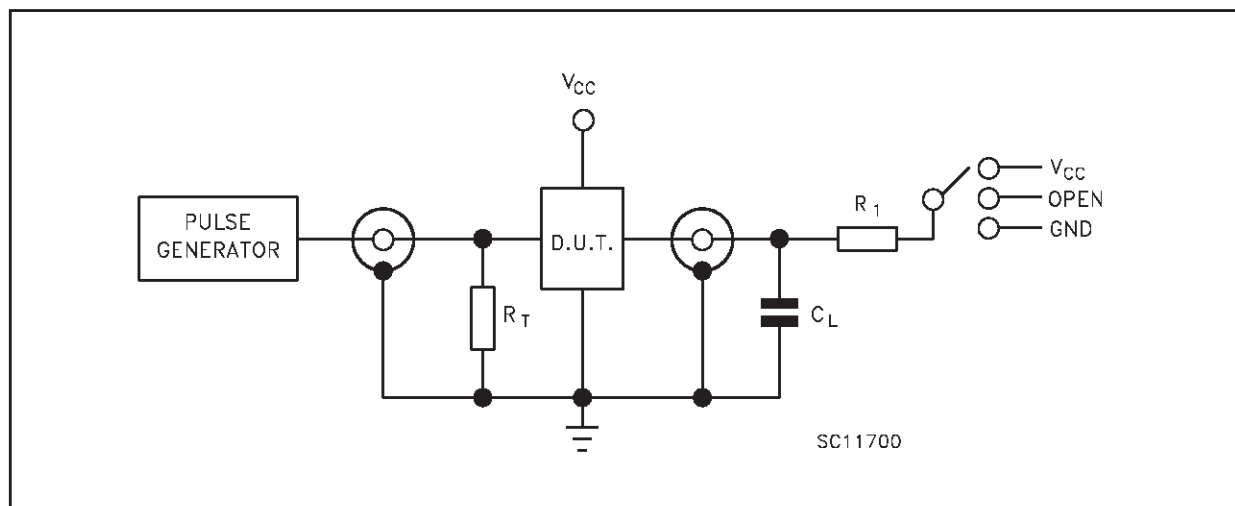 VCC
PULSE
GENERATOR
D.U.T.
RT
CL
R1
VCC
OPEN
GND
SC11700